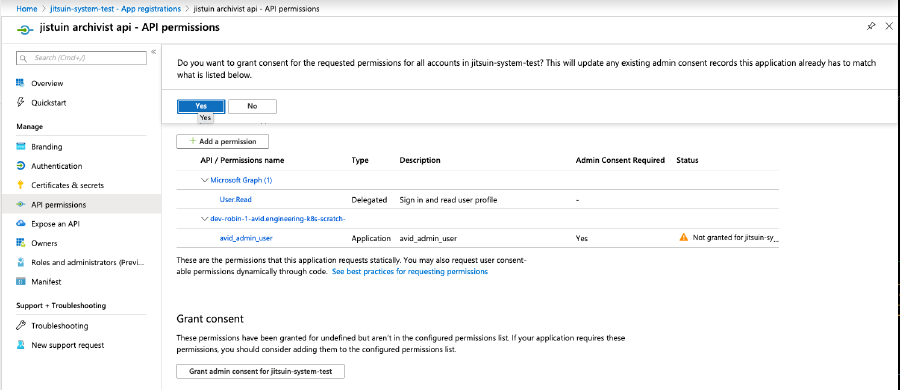 Home > jistuin-system-test - App registrations > jistuin archivist api - API permissions
jistuin archivist api - API permissions
Search (Cmd+/)
«
Do you want to grant consent for the requested permissions for all accounts in jitsuin-system-test? This will update any existing admin consent records this application already has to match
what is listed below.
Yes
No
Yes
Overview
Quickstart
Manage
Branding
Authentication
Certificates & secrets
API permissions
Expose an API
Owners
Roles and administrators (Previ...
Manifest
Support + Troubleshooting
Troubleshooting
New support request
+ Add a permission
API / Permissions name Type Description Admin Consent Required Status
Microsoft Graph (1)
User.Read Delegated Sign in and read user profile -
dev-robin-1-avid.engineering-k8s-scratch-
avid_admin_user Application avid_admin_user Yes Not granted for jitsuin-sy...
These are the permissions that this application requests statically. You may also request user consent-
able permissions dynamically through code. See best practices for requesting permissions
Grant consent
These permissions have been granted for undefined but aren't in the configured permissions list. If your application requires these
permissions, you should consider adding them to the configured permissions list.
Grant admin consent for jitsuin-system-test